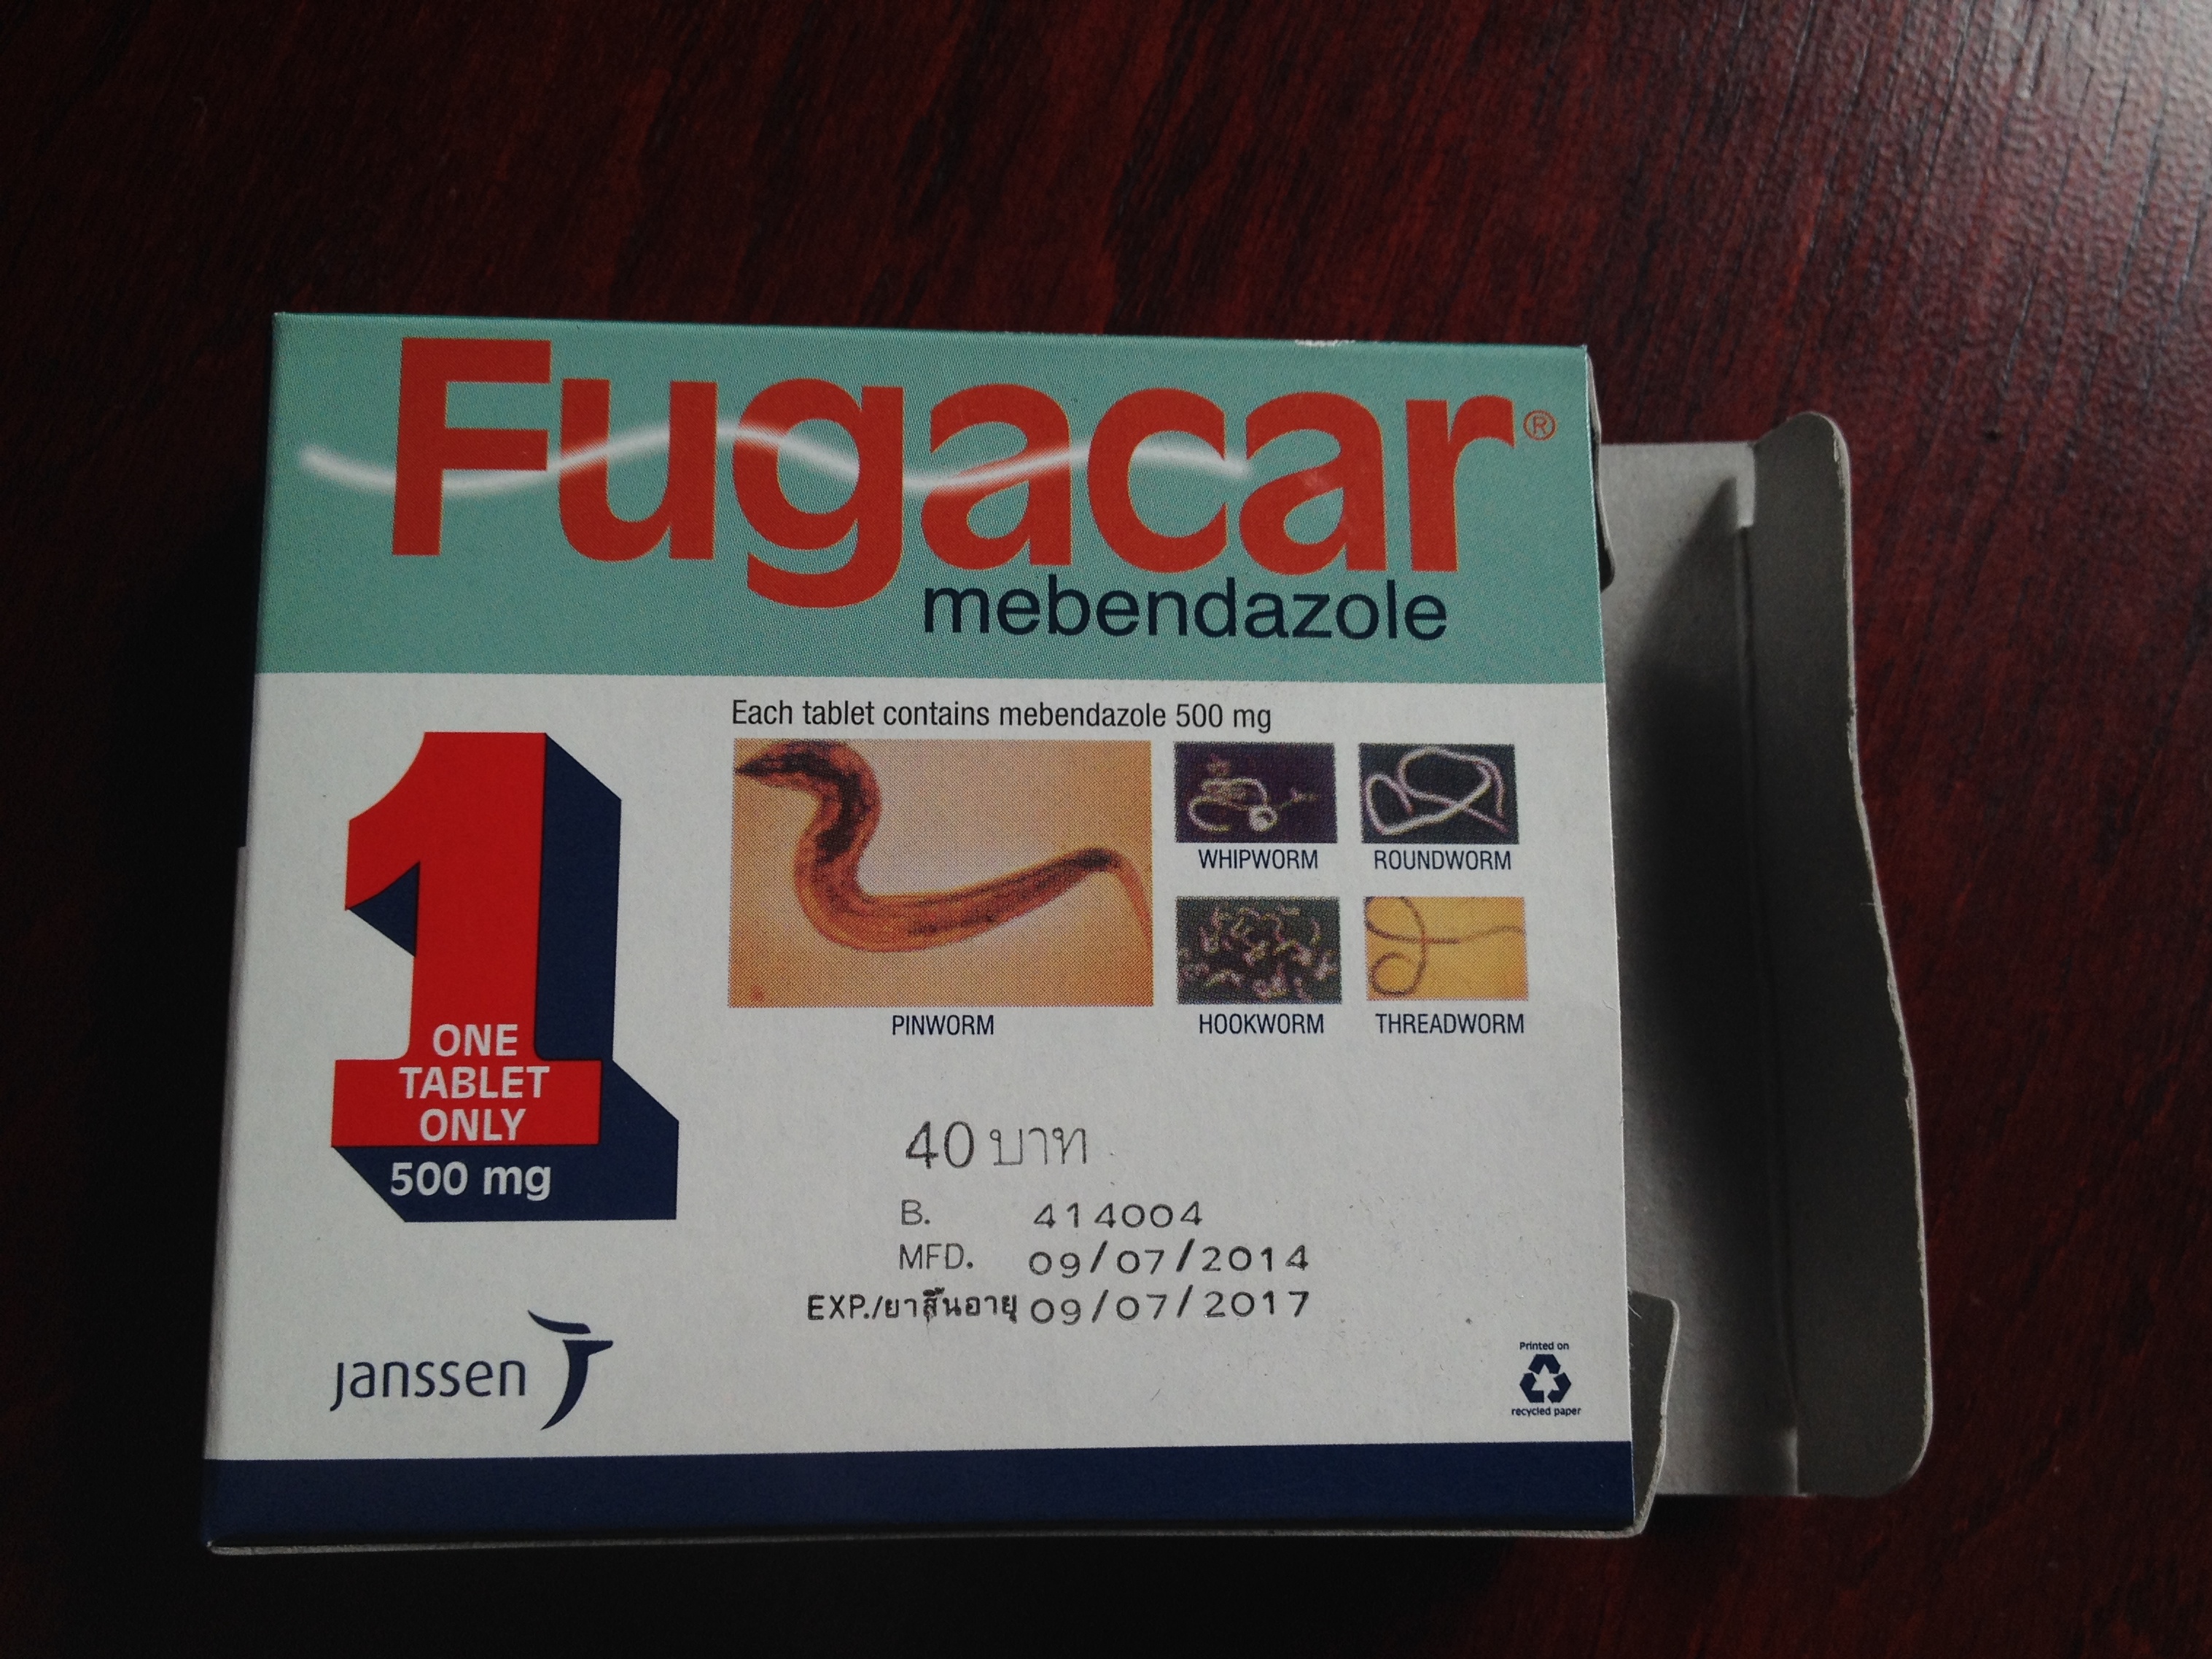 Fugacar®
mebendazole
Each tablet contains mebendazole 500 mg
WHIPWORM
ROUNDWORM
PINWORM
HOOKWORM
THREADWORM
1
ONE
TABLET
ONLY
500 mg
40 บาท
B. 414004
MFD. 09/07/2014
EXP./ยาสิ้นอายุ 09/07/2017
janssen
Printed on
recycled paper